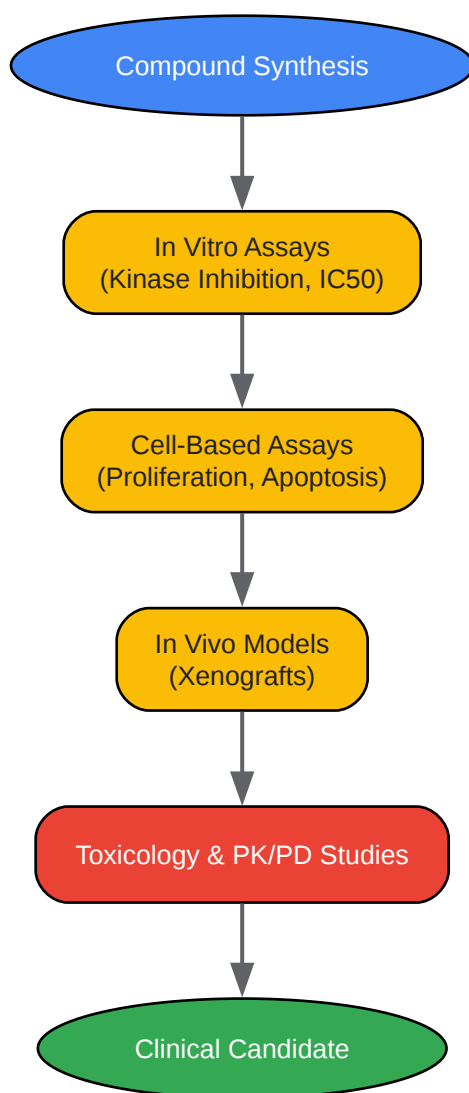 Compound Synthesis
In Vitro Assays
(Kinase Inhibition, IC50)
Cell-Based Assays
(Proliferation, Apoptosis)
In Vivo Models
(Xenografts)
Toxicology & PK/PD Studies
Clinical Candidate